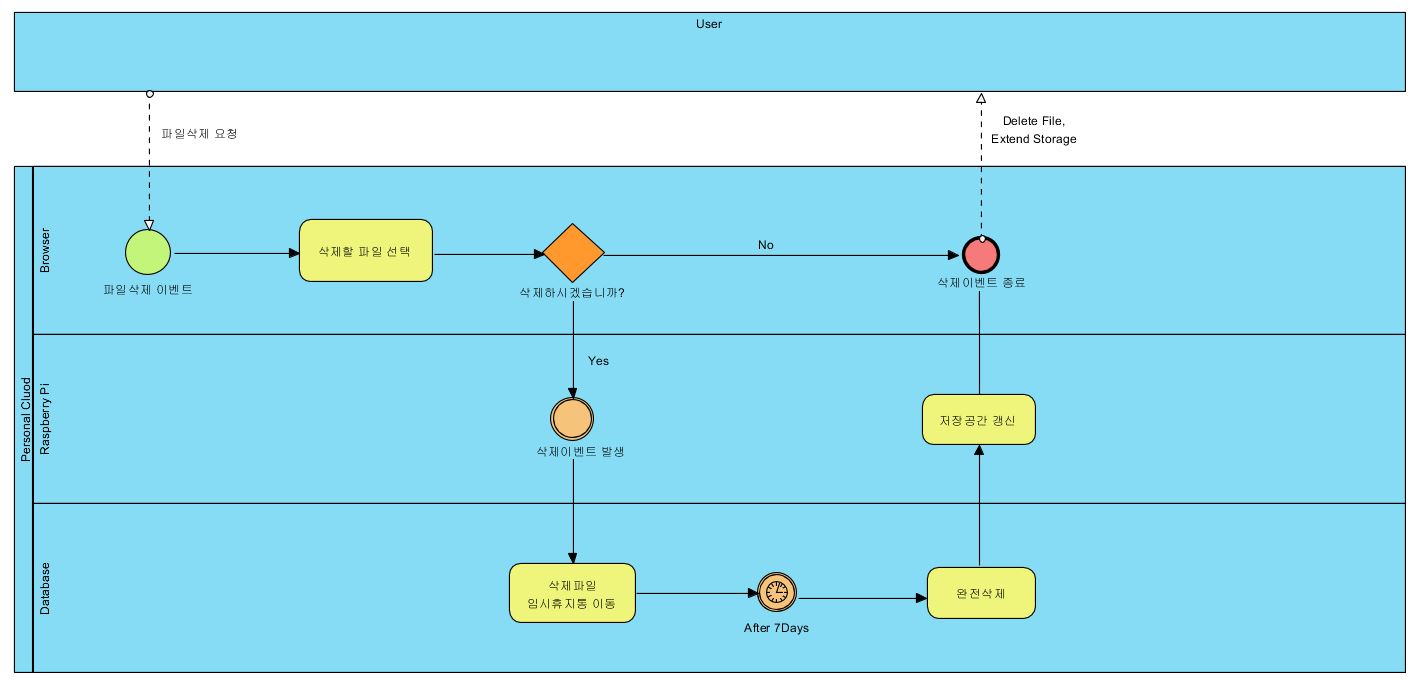 User
파일삭제 요청
Delete File,
Extend Storage
Personal Cluod
Browser
파일삭제 이벤트
삭제할 파일 선택
삭제하시겠습니까?
No
삭제이벤트 종료
Yes
Raspberry Pi
삭제이벤트 발생
저장공간 갱신
Database
삭제파일
임시휴지통 이동
After 7Days
완전삭제